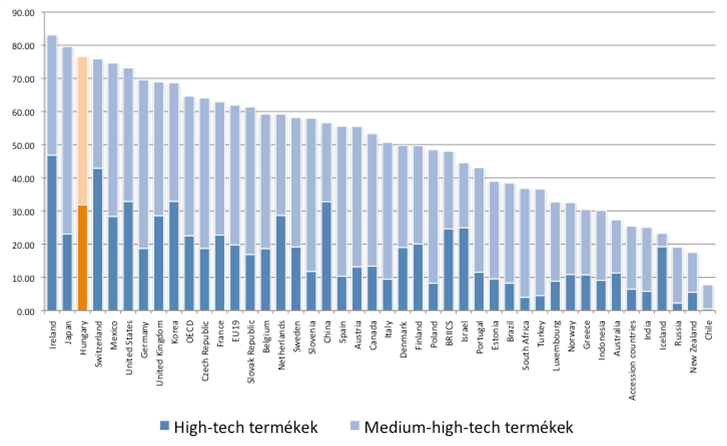 90.00
80.00
70.00
60.00
50.00
40.00
30.00
20.00
10.00
0.00
Ireland
Japan
Hungary
Switzerland
Mexico
United States
Germany
United Kingdom
Korea
OECD
Czech Republic
France
EU19
Slovak Republic
Belgium
Netherlands
Sweden
Slovenia
China
Spain
Austria
Canada
Italy
Denmark
Finland
Poland
BRIICS
Israel
Portugal
Estonia
Brazil
South Africa
Turkey
Luxembourg
Norway
Greece
Indonesia
Australia
Accession countries
India
Iceland
Russia
New Zealand
Chile
High-tech termékek
Medium-high-tech termékek